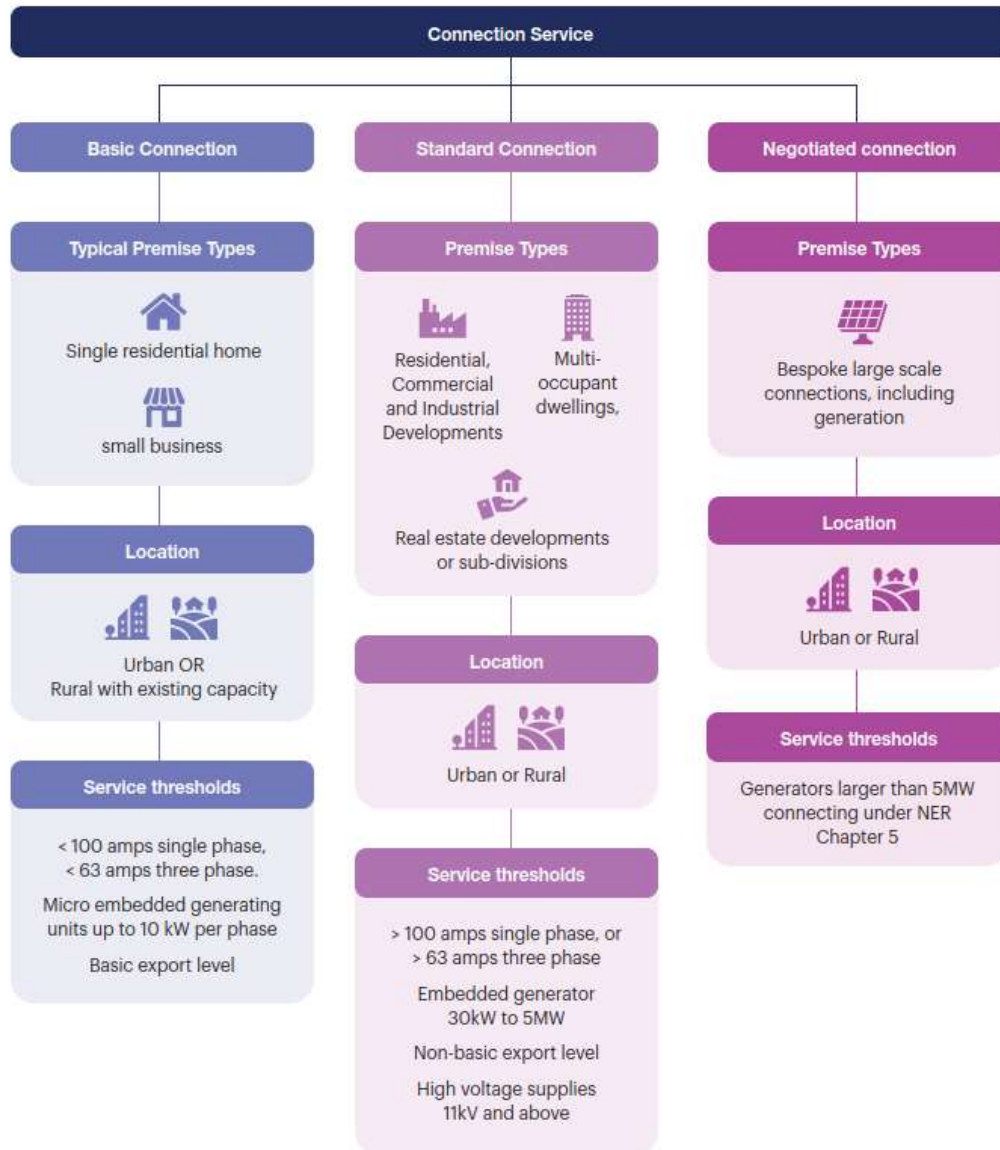 Connection Service
Basic Connection
Typical Premise Types
Single residential home
small business
Location
Urban OR
Rural with existing capacity
Service thresholds
< 100 amps single phase,
< 63 amps three phase.
Micro embedded generating
units up to 10 kW per phase
Basic export level
Standard Connection
Premise Types
Residential,
Commercial
and Industrial
Developments
Multi-
occupant
dwellings,
Real estate developments
or sub-divisions
Location
Urban or Rural
Service thresholds
> 100 amps single phase, or
> 63 amps three phase
Embedded generator
30kW to 5MW
Non-basic export level
High voltage supplies
11kV and above
Negotiated connection
Premise Types
Bespoke large scale
connections, including
generation
Location
Urban or Rural
Service thresholds
Generators larger than 5MW
connecting under NER
Chapter 5